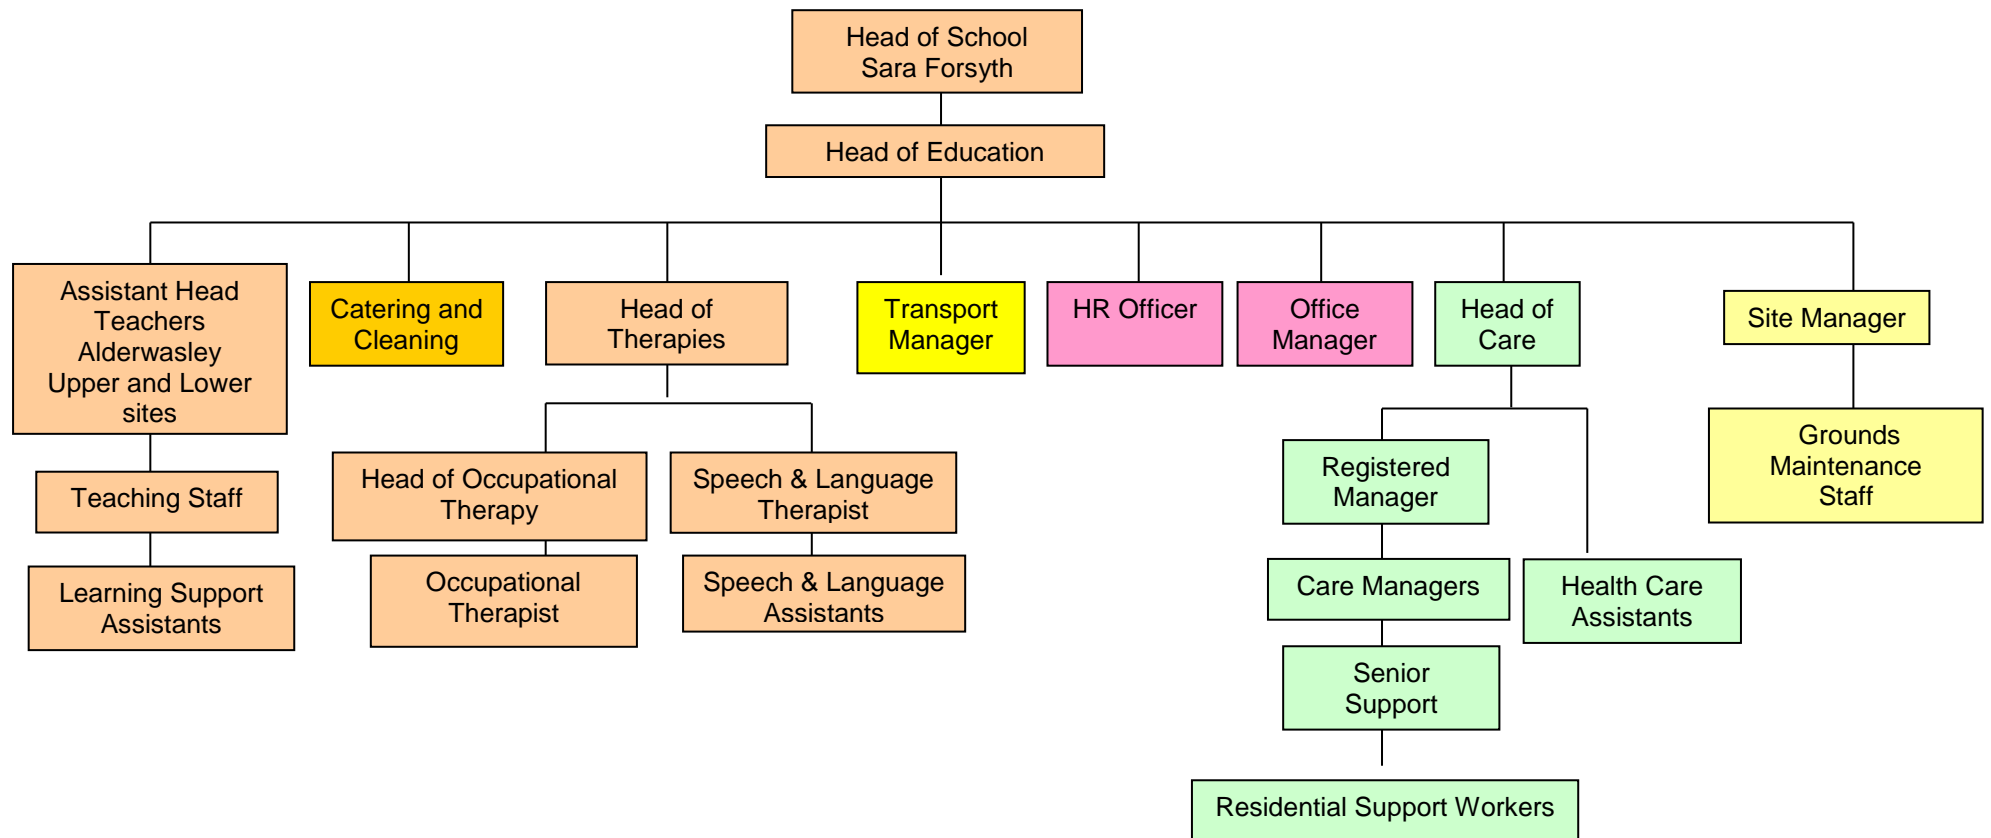 Head of School
Sara Forsyth
Head of Education
Assistant Head
Teachers
Alderwasley
Upper and Lower
sites
Catering and
Cleaning
Head of
Therapies
Transport
Manager
HR Officer
Office
Manager
Head of
Care
Site Manager
Teaching Staff
Learning Support
Assistants
Head of Occupational
Therapy
Speech & Language
Therapist
Occupational
Therapist
Speech & Language
Assistants
Registered
Manager
Care Managers
Health Care
Assistants
Senior
Support
Residential Support Workers
Grounds
Maintenance
Staff